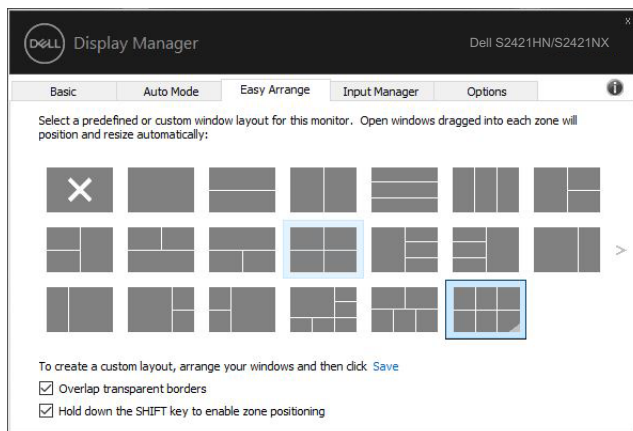 DELL Display Manager
Dell S2421HN/S2421NX
Basic Auto Mode Easy Arrange Input Manager Options
Select a predefined or custom window layout for this monitor. Open windows dragged into each zone will
position and resize automatically:
To create a custom layout, arrange your windows and then click Save
Overlap transparent borders
Hold down the SHIFT key to enable zone positioning